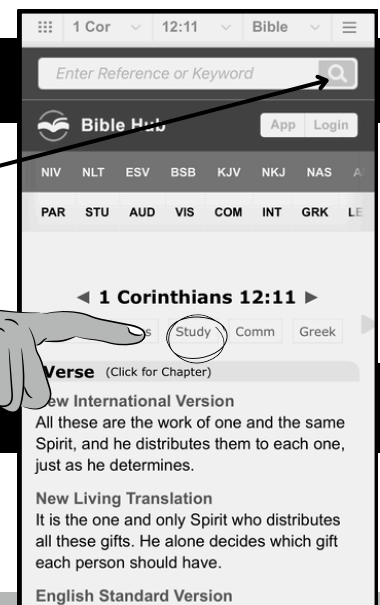 1 Cor 12:11 Bible
Enter Reference or Keyword
Bible Hub App Login
NIV NLT ESV BSB KJV NKJ NAS
PAR STU AUD VIS COM INT GRK LE
1 Corinthians 12:11
Study Comm Greek
Verse (Click for Chapter)
New International Version
All these are the work of one and the same
Spirit, and he distributes them to each one,
just as he determines.
New Living Translation
It is the one and only Spirit who distributes
all these gifts. He alone decides which gift
each person should have.
English Standard Version